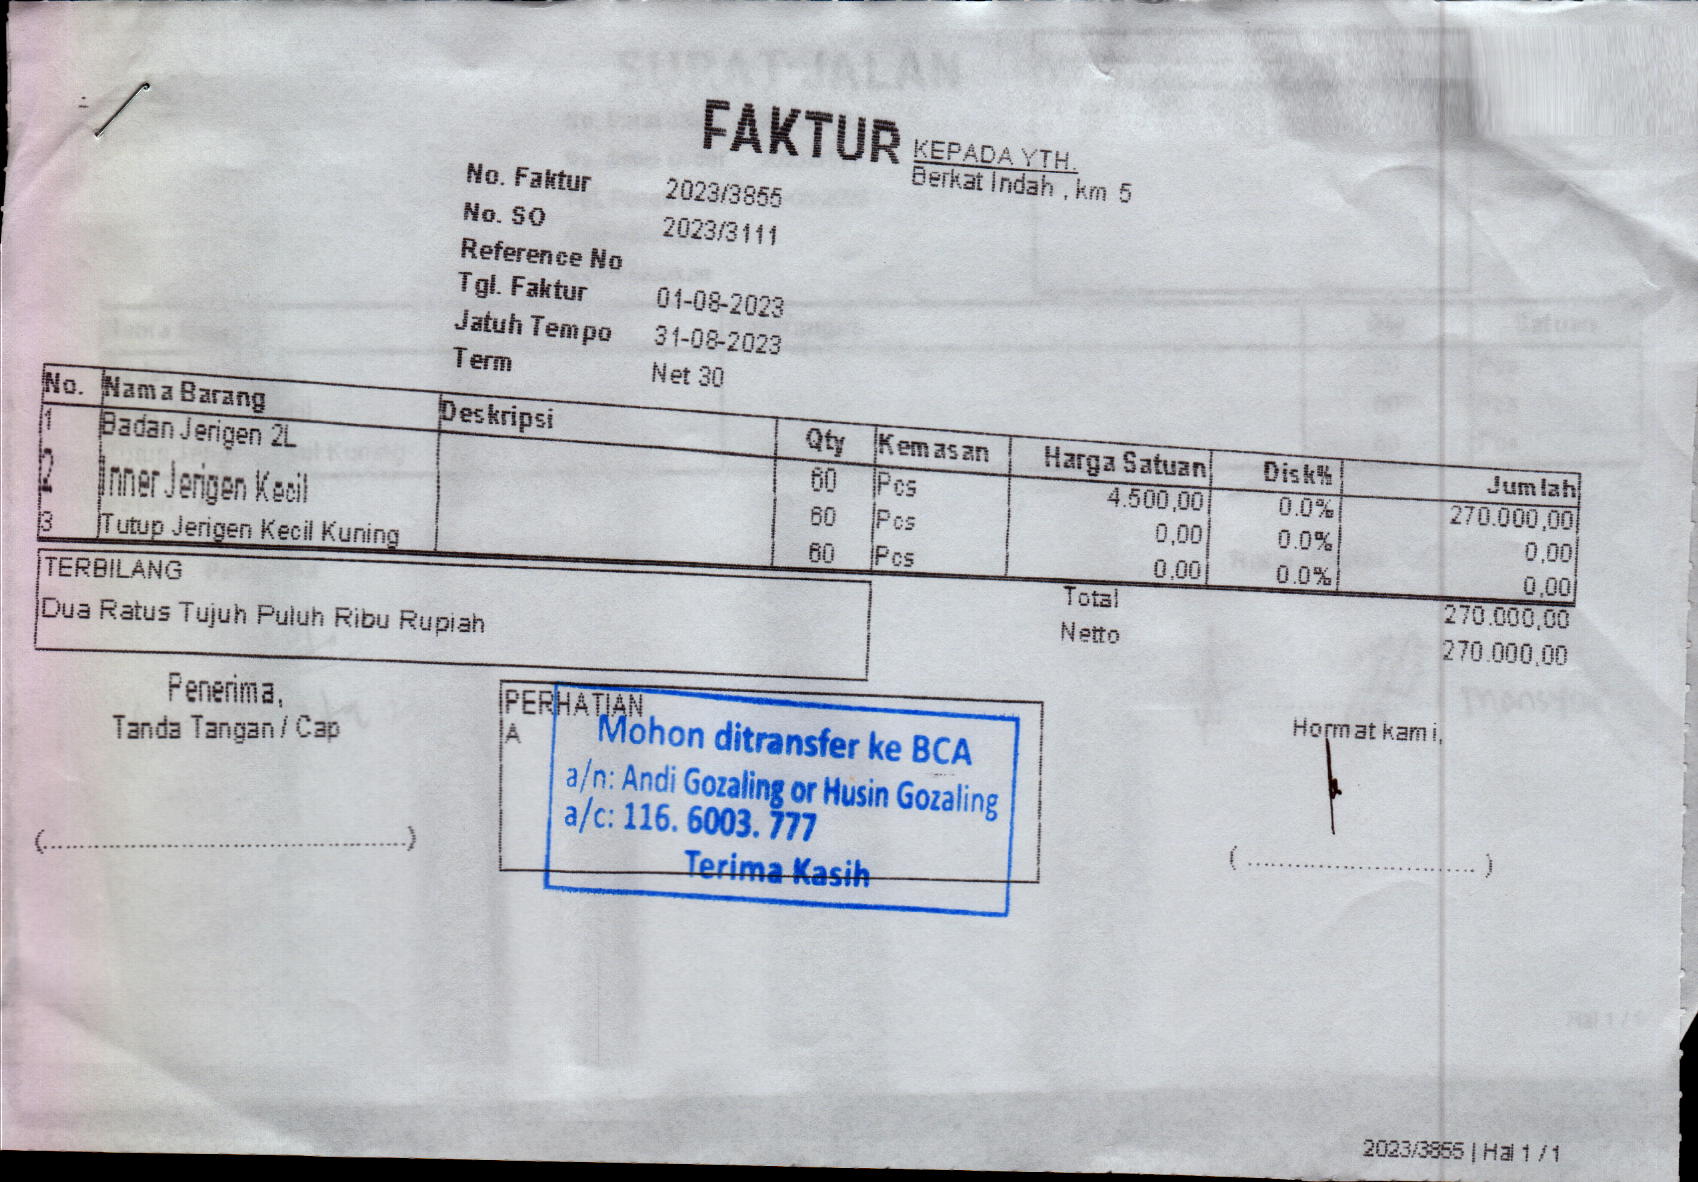 FAKTUR
KEPADA YTH.
Berkat Indah , km 5
No. Faktur 2023/3855
No. SO 2023/3111
Reference No
Tgl. Faktur 01-08-2023
Jatuh Tempo 31-08-2023
Term Net 30
No. Nama Barang Deskripsi Qty Kemasan Harga Satuan Disk% Jumlah
1 Badan Jerigen 2L 60 Pcs 4.500,00 0.0% 270.000,00
2 Inner Jerigen Kecil 60 Pcs 0,00 0.0% 0,00
3 Tutup Jerigen Kecil Kuning 60 Pcs 0,00 0.0% 0,00
TERBILANG
Dua Ratus Tujuh Puluh Ribu Rupiah
Total 270.000,00
Netto 270.000,00
Penerima,
Tanda Tangan / Cap
(............................................)
PERHATIAN
A
Mohon ditransfer ke BCA
a/n: Andi Gozaling or Husin Gozaling
a/c: 116. 6003. 777
Terima Kasih
Hormat kami,
(............................)
2023/3855 | Hal 1 / 1